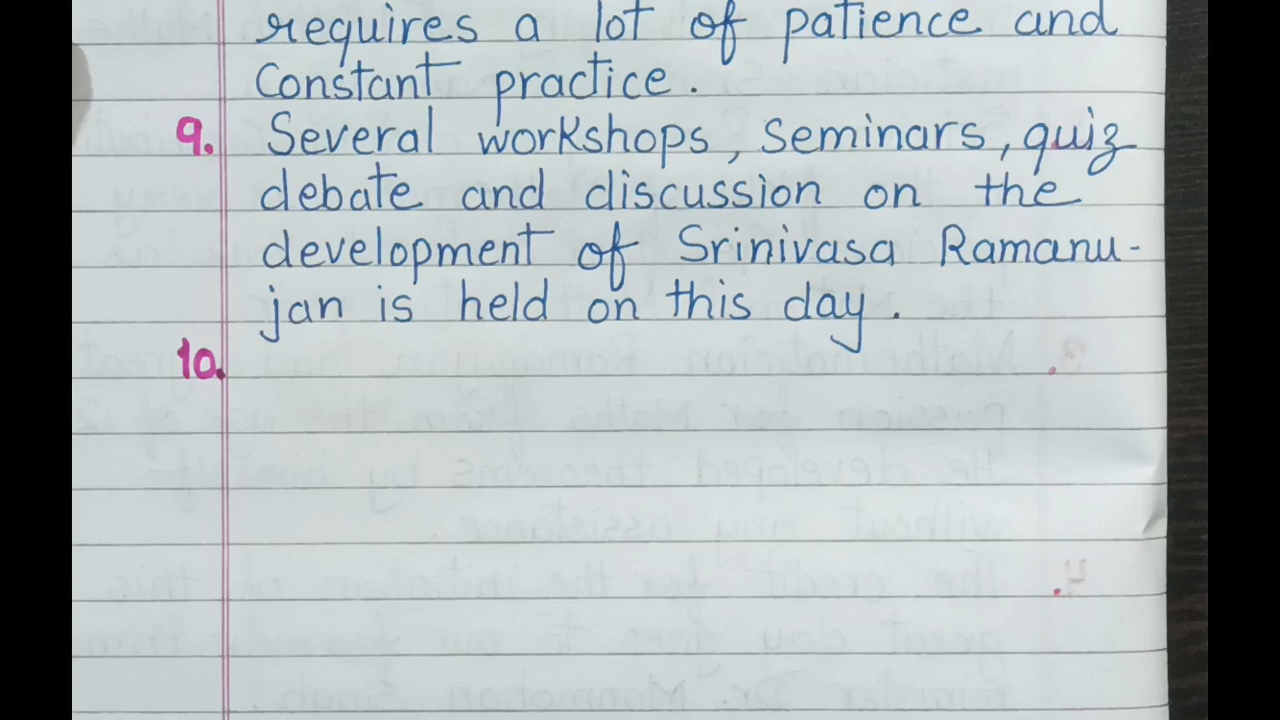 requires a lot of patience and
Constant practice.
9. Several workshops, seminars, quiz
debate and discussion on the
development of Srinivasa Ramanu-
jan is held on this day.
10.